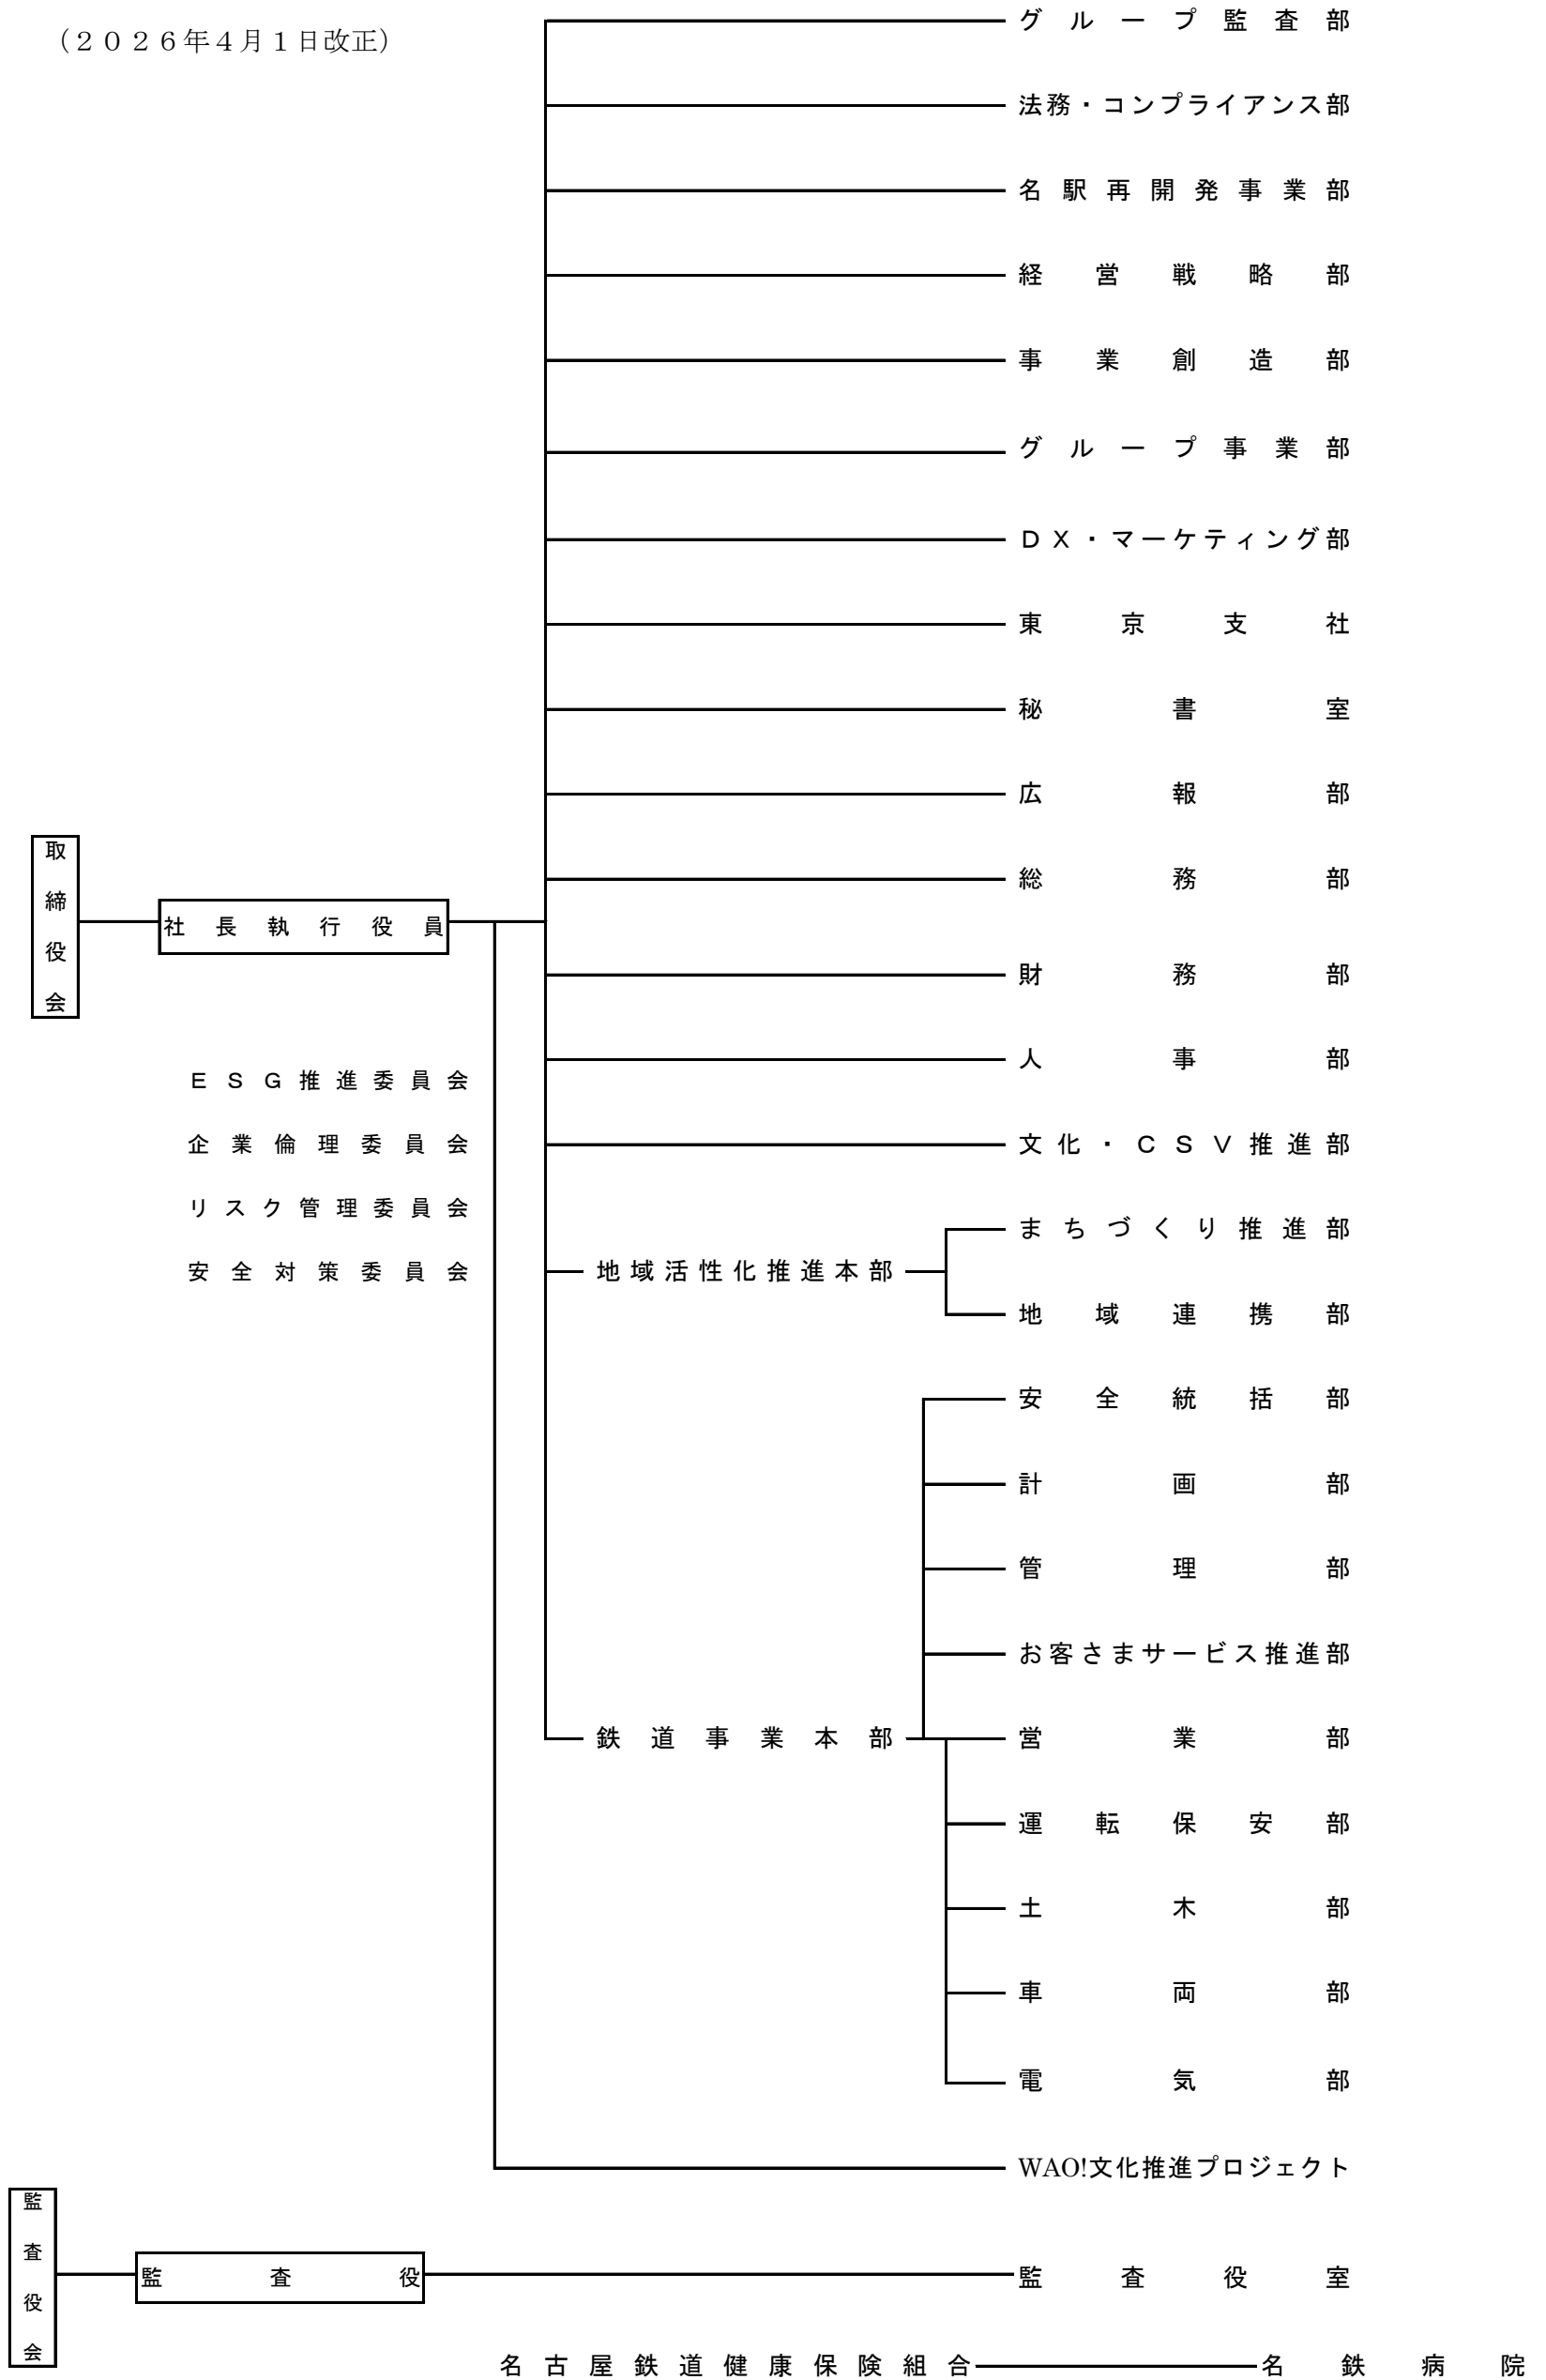 （２０２６年４月１日改正）
グループ監査部
法務・コンプライアンス部
名駅再開発事業部
経営戦略部
事業創造部
グループ事業部
ＤＸ・マーケティング部
東京支社
秘書室
広報部
総務部
取締役会
社長執行役員
財務部
人事部
ＥＳＧ推進委員会
企業倫理委員会
リスク管理委員会
安全対策委員会
文化・ＣＳＶ推進部
地域活性化推進本部
まちづくり推進部
地域連携部
安全統括部
計画部
管理部
お客さまサービス推進部
鉄道事業本部
営業部
運転保安部
土木部
車両部
電気部
WAO!文化推進プロジェクト
監査役会
監査役
監査役室
名古屋鉄道健康保険組合
名鉄病院